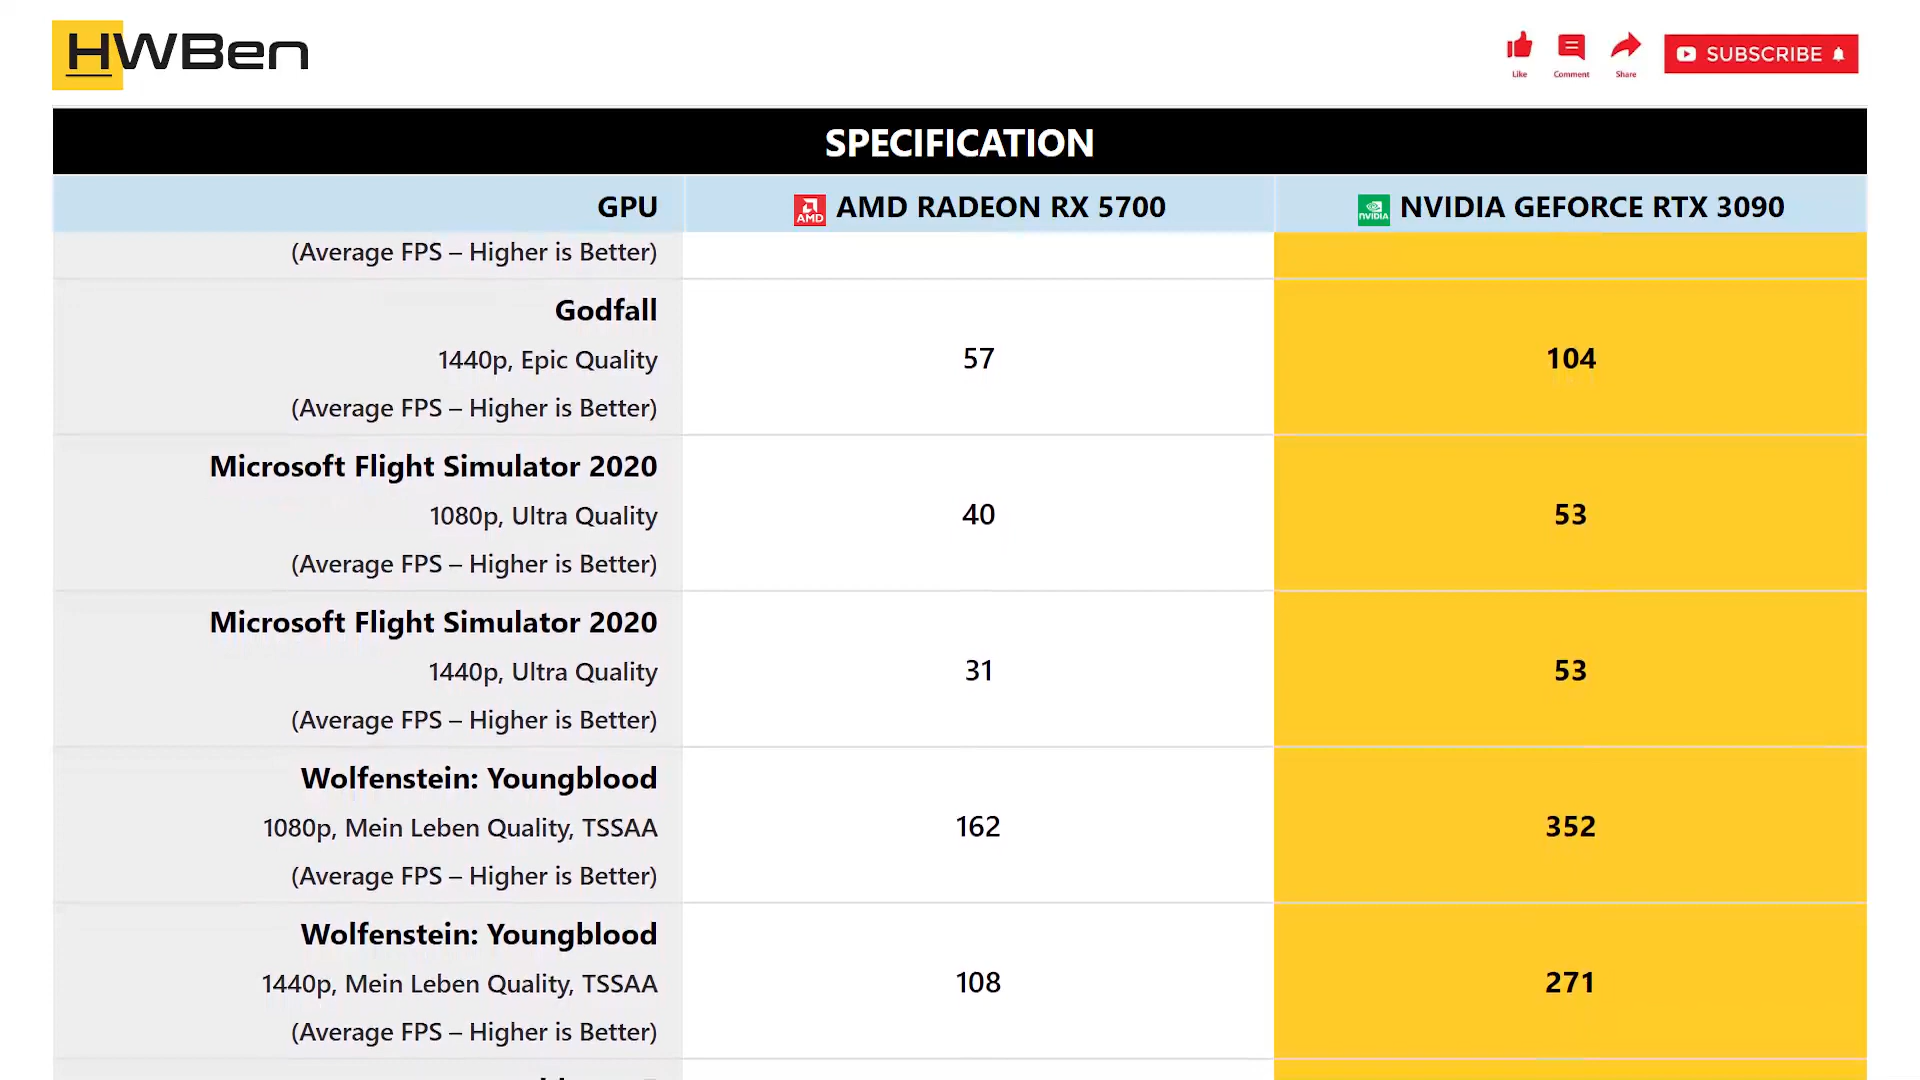 HWBen
Like
Comment
Share
SUBSCRIBE
SPECIFICATION
GPU
AMD
AMD RADEON RX 5700
NVIDIA
NVIDIA GEFORCE RTX 3090
(Average FPS – Higher is Better)
Godfall
1440p, Epic Quality
(Average FPS – Higher is Better)
57
104
Microsoft Flight Simulator 2020
1080p, Ultra Quality
(Average FPS – Higher is Better)
40
53
Microsoft Flight Simulator 2020
1440p, Ultra Quality
(Average FPS – Higher is Better)
31
53
Wolfenstein: Youngblood
1080p, Mein Leben Quality, TSSAA
(Average FPS – Higher is Better)
162
352
Wolfenstein: Youngblood
1440p, Mein Leben Quality, TSSAA
(Average FPS – Higher is Better)
108
271